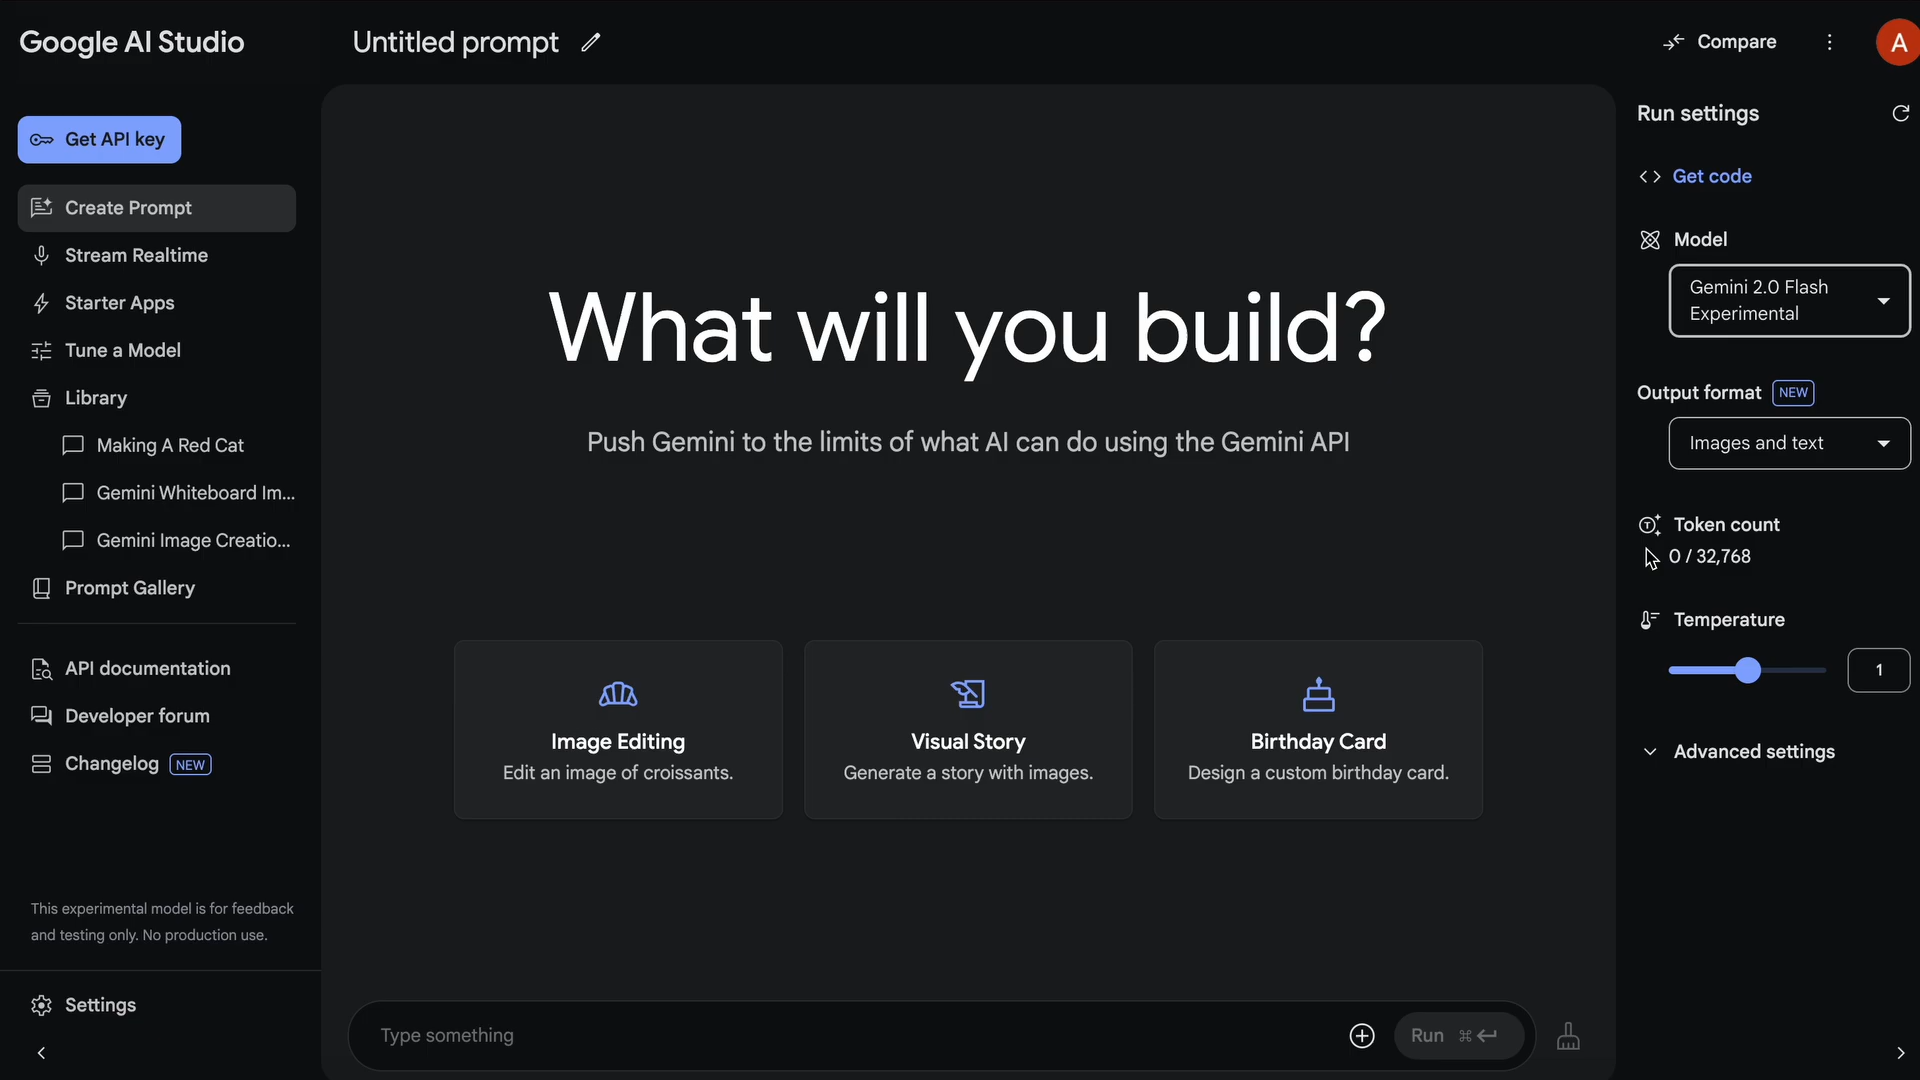 Google AI Studio
Untitled prompt
Compare
A
Get API key
Create Prompt
Stream Realtime
Starter Apps
Tune a Model
Library
Making A Red Cat
Gemini Whiteboard Im...
Gemini Image Creatio...
Prompt Gallery
API documentation
Developer forum
Changelog NEW
This experimental model is for feedback
and testing only. No production use.
Settings
What will you build?
Push Gemini to the limits of what AI can do using the Gemini API
Image Editing
Edit an image of croissants.
Visual Story
Generate a story with images.
Birthday Card
Design a custom birthday card.
Type something
Run ⌘
Run settings
Get code
Model
Gemini 2.0 Flash
Experimental
Output format NEW
Images and text
Token count
0 / 32,768
Temperature
1
Advanced settings